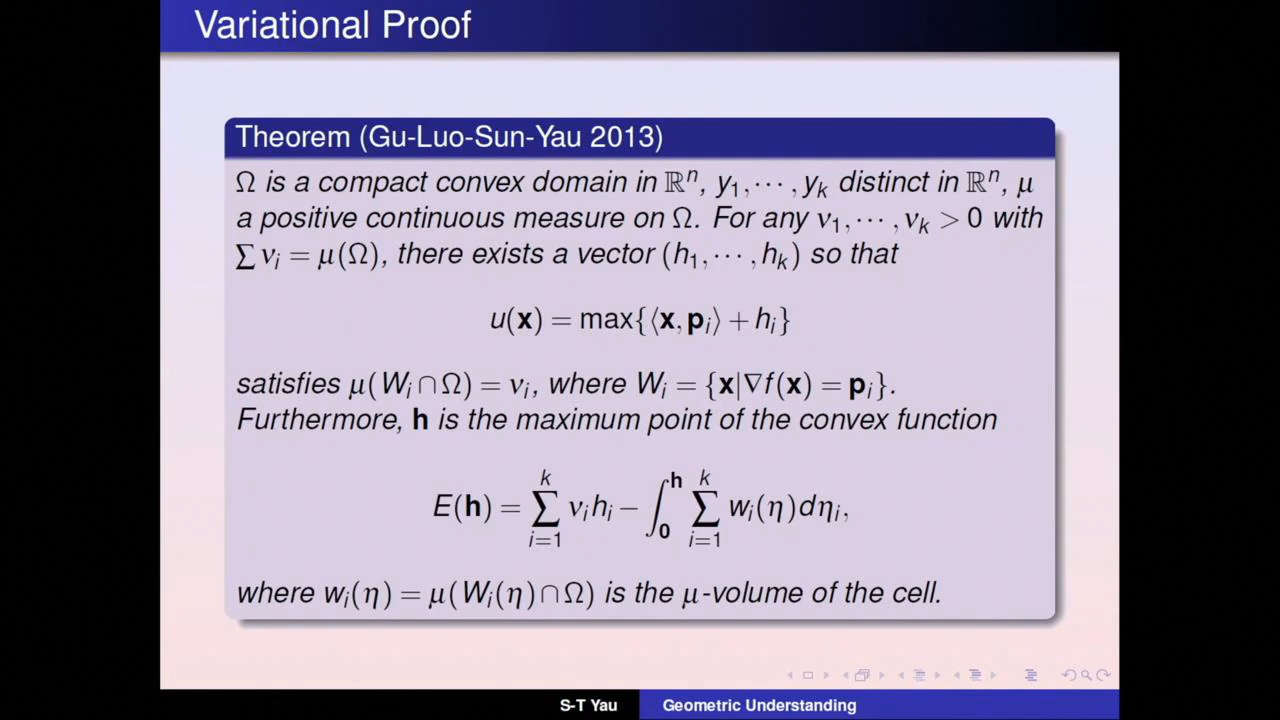 Variational Proof
Theorem (Gu-Luo-Sun-Yau 2013)
Ω is a compact convex domain in ℝⁿ, y₁,⋯,yₖ distinct in ℝⁿ, μ
a positive continuous measure on Ω. For any ν₁,⋯,νₖ > 0 with
∑νᵢ = μ(Ω), there exists a vector (h₁,⋯,hₖ) so that
u(𝐱) = max{⟨𝐱,𝐩ᵢ⟩ + hᵢ}
satisfies μ(Wᵢ∩Ω) = νᵢ, where Wᵢ = {𝐱|∇f(𝐱) = 𝐩ᵢ}.
Furthermore, 𝐡 is the maximum point of the convex function
E(𝐡) = ∑_{i=1}^{k} νᵢhᵢ − ∫_𝟎^𝐡 ∑_{i=1}^{k} wᵢ(η)dηᵢ,
where wᵢ(η) = μ(Wᵢ(η)∩Ω) is the μ-volume of the cell.
S-T Yau Geometric Understanding